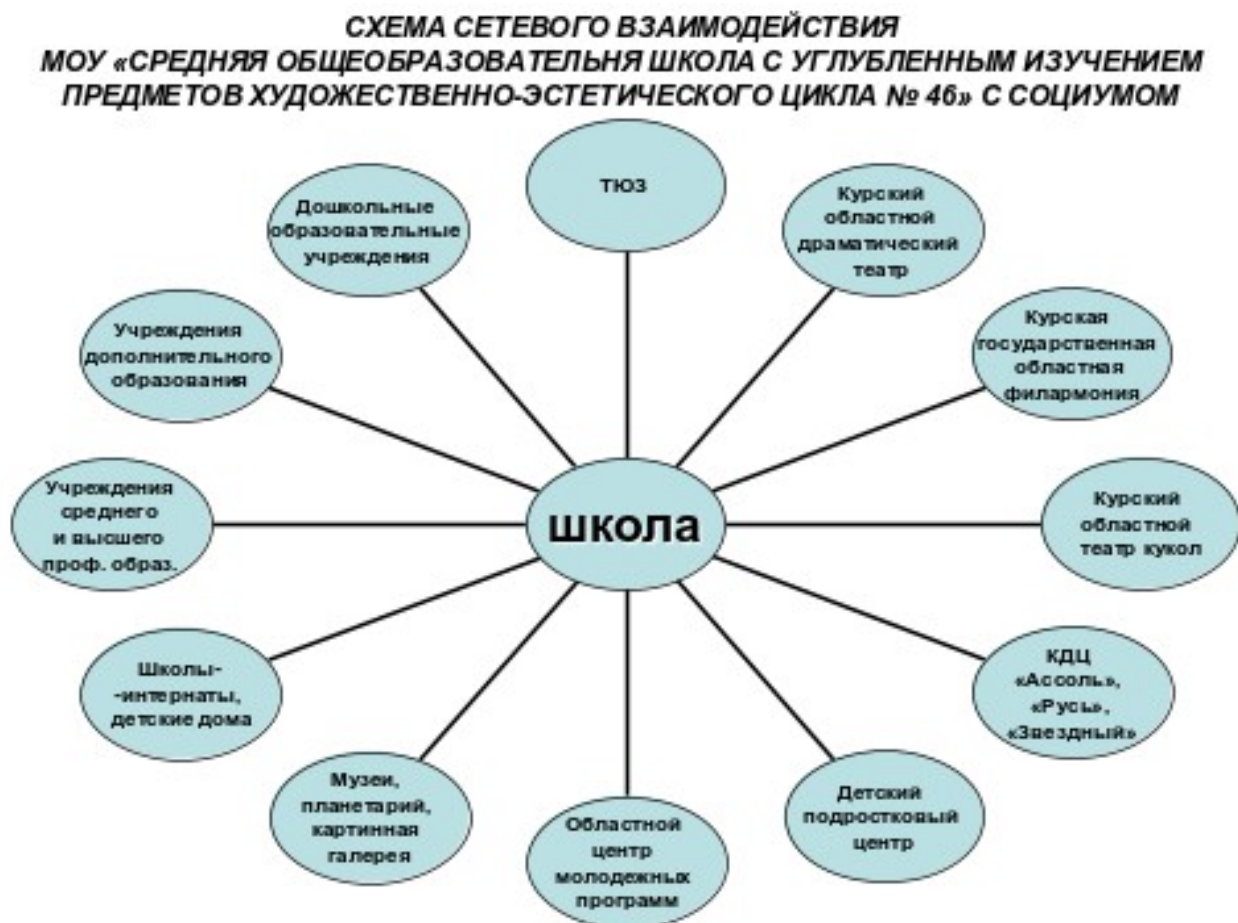 СХЕМА СЕТЕВОГО ВЗАИМОДЕЙСТВИЯ
МОУ «СРЕДНЯЯ ОБЩЕОБРАЗОВАТЕЛЬНЯ ШКОЛА С УГЛУБЛЕННЫМ ИЗУЧЕНИЕМ
ПРЕДМЕТОВ ХУДОЖЕСТВЕННО-ЭСТЕТИЧЕСКОГО ЦИКЛА № 46» С СОЦИУМОМ
ТЮЗ
Курский
областной
драматический
театр
Курская
государственная
областная
филармония
Курский
областной
театр кукол
КДЦ
«Ассоль»,
«Русь»,
«Звездный»
Детский
подростковый
центр
Областной
центр
молодежных
программ
Музеи,
планетарий,
картинная
галерея
Школы-
-интернаты,
детские дома
Учреждения
среднего
и высшего
проф. образ.
Учреждения
дополнительного
образования
Дошкольные
образовательные
учреждения
школа